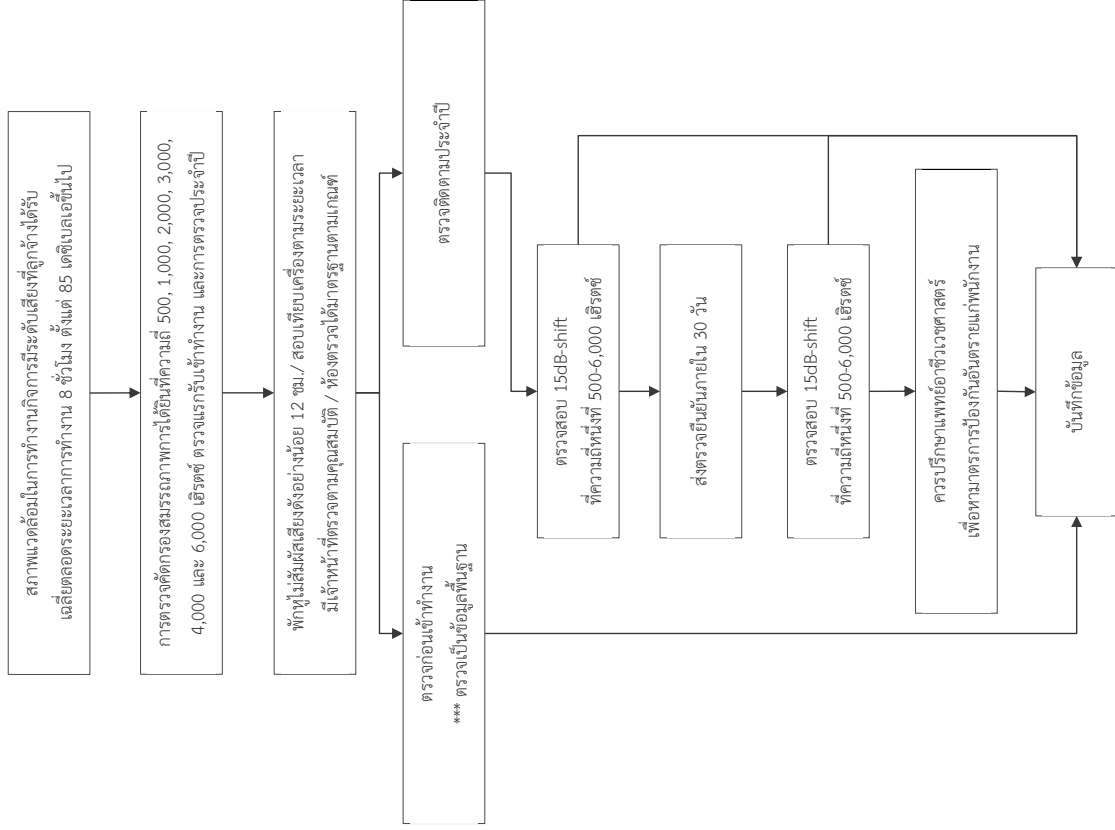 สภาพแวดล้อมในการทำงานกิจการมีระดับเสียงที่ลูกจ้างได้รับ
เฉลี่ยตลอดระยะเวลาการทำงาน 8 ชั่วโมง ตั้งแต่ 85 เดซิเบลเอขึ้นไป
การตรวจคัดกรองสมรรถภาพการได้ยินที่ความถี่ 500, 1,000, 2,000, 3,000,
4,000 และ 6,000 เฮิรตซ์ ตรวจแรกรับเข้าทำงาน และการตรวจประจำปี
พักหูไม่สัมผัสเสียงดังอย่างน้อย 12 ชม./ สอบเทียบเครื่องตามระยะเวลา
มีเจ้าหน้าที่ตรวจตามคุณสมบัติ / ห้องตรวจได้มาตรฐานตามเกณฑ์
ตรวจก่อนเข้าทำงาน
*** ตรวจเป็นข้อมูลพื้นฐาน
ตรวจติดตามประจำปี
ตรวจสอบ 15dB-shift
ที่ความถี่หนึ่งที่ 500-6,000 เฮิรตซ์
ส่งตรวจยืนยันภายใน 30 วัน
ตรวจสอบ 15dB-shift
ที่ความถี่หนึ่งที่ 500-6,000 เฮิรตซ์
ควรปรึกษาแพทย์อาชีวเวชศาสตร์
เพื่อหามาตรการป้องกันอันตรายแก่พนักงาน
บันทึกข้อมูล